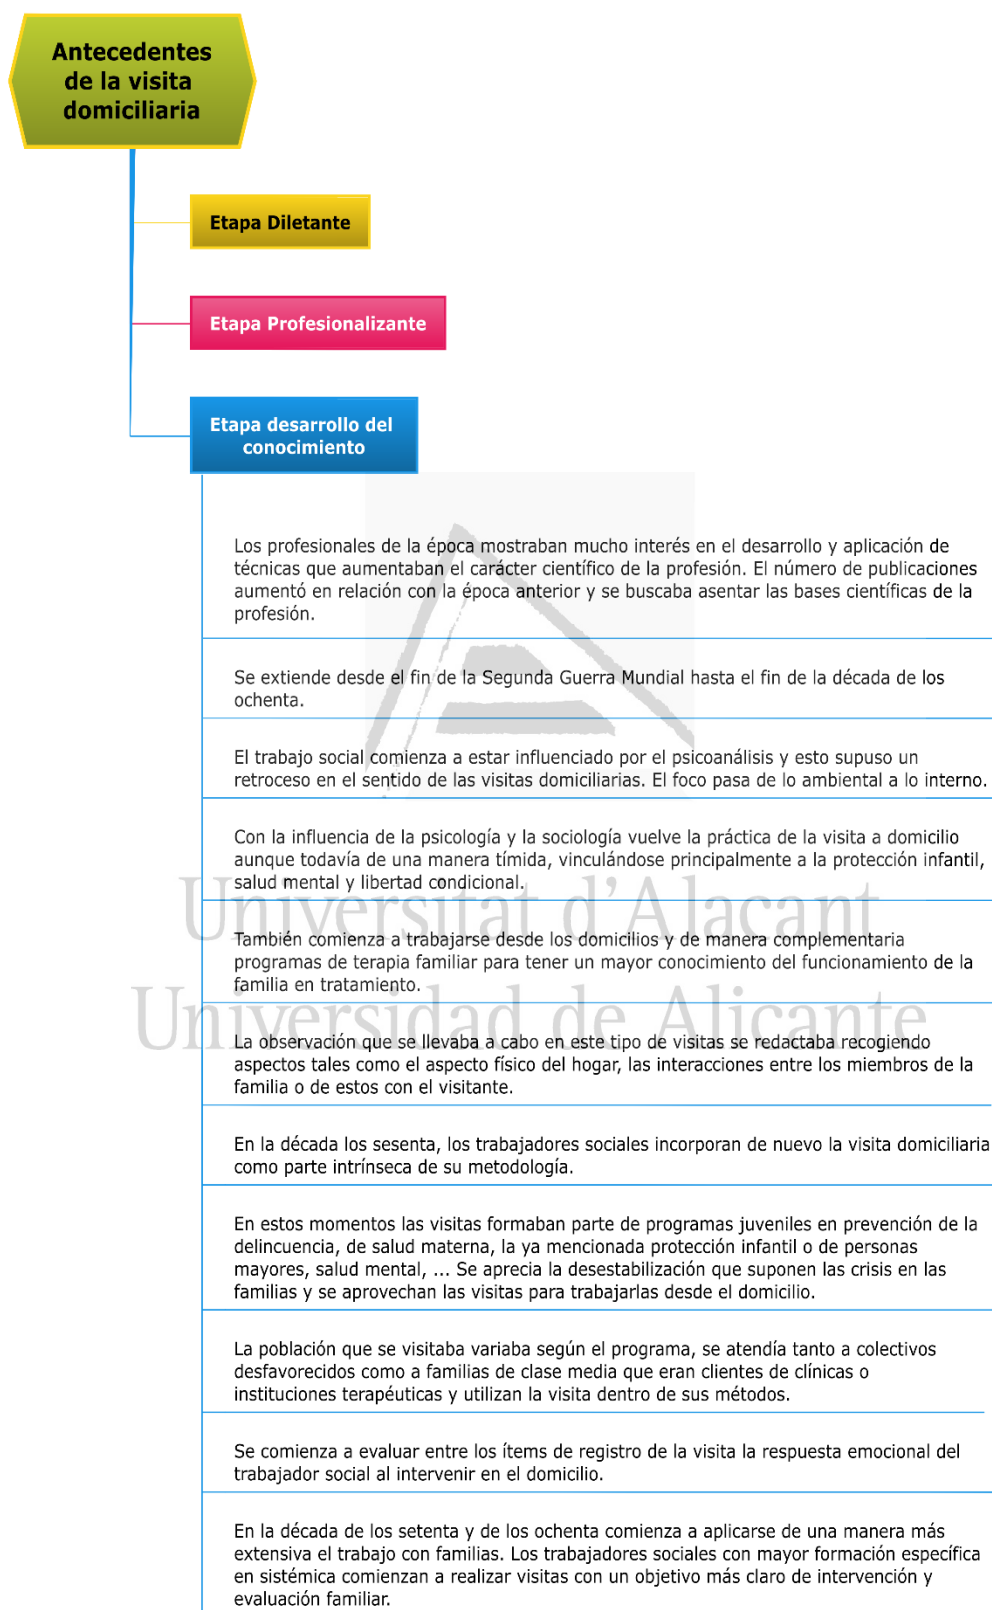 Antecedentes
de la visita
domiciliaria
Etapa Diletante
Etapa Profesionalizante
Etapa desarrollo del
conocimiento
Los profesionales de la época mostraban mucho interés en el desarrollo y aplicación de
técnicas que aumentaban el carácter científico de la profesión. El número de publicaciones
aumentó en relación con la época anterior y se buscaba asentar las bases científicas de la
profesión.
Se extiende desde el fin de la Segunda Guerra Mundial hasta el fin de la década de los
ochenta.
El trabajo social comienza a estar influenciado por el psicoanálisis y esto supuso un
retroceso en el sentido de las visitas domiciliarias. El foco pasa de lo ambiental a lo interno.
Con la influencia de la psicología y la sociología vuelve la práctica de la visita a domicilio
aunque todavía de una manera tímida, vinculándose principalmente a la protección infantil,
salud mental y libertad condicional.
Universitat d'Alacant
También comienza a trabajarse desde los domicilios y de manera complementaria
programas de terapia familiar para tener un mayor conocimiento del funcionamiento de la
familia en tratamiento.
Universidad de Alicante
La observación que se llevaba a cabo en este tipo de visitas se redactaba recogiendo
aspectos tales como el aspecto físico del hogar, las interacciones entre los miembros de la
familia o de estos con el visitante.
En la década los sesenta, los trabajadores sociales incorporan de nuevo la visita domiciliaria
como parte intrínseca de su metodología.
En estos momentos las visitas formaban parte de programas juveniles en prevención de la
delincuencia, de salud materna, la ya mencionada protección infantil o de personas
mayores, salud mental, ... Se aprecia la desestabilización que suponen las crisis en las
familias y se aprovechan las visitas para trabajarlas desde el domicilio.
La población que se visitaba variaba según el programa, se atendía tanto a colectivos
desfavorecidos como a familias de clase media que eran clientes de clínicas o
instituciones terapéuticas y utilizan la visita dentro de sus métodos.
Se comienza a evaluar entre los ítems de registro de la visita la respuesta emocional del
trabajador social al intervenir en el domicilio.
En la década de los setenta y de los ochenta comienza a aplicarse de una manera más
extensiva el trabajo con familias. Los trabajadores sociales con mayor formación específica
en sistémica comienzan a realizar visitas con un objetivo más claro de intervención y
evaluación familiar.